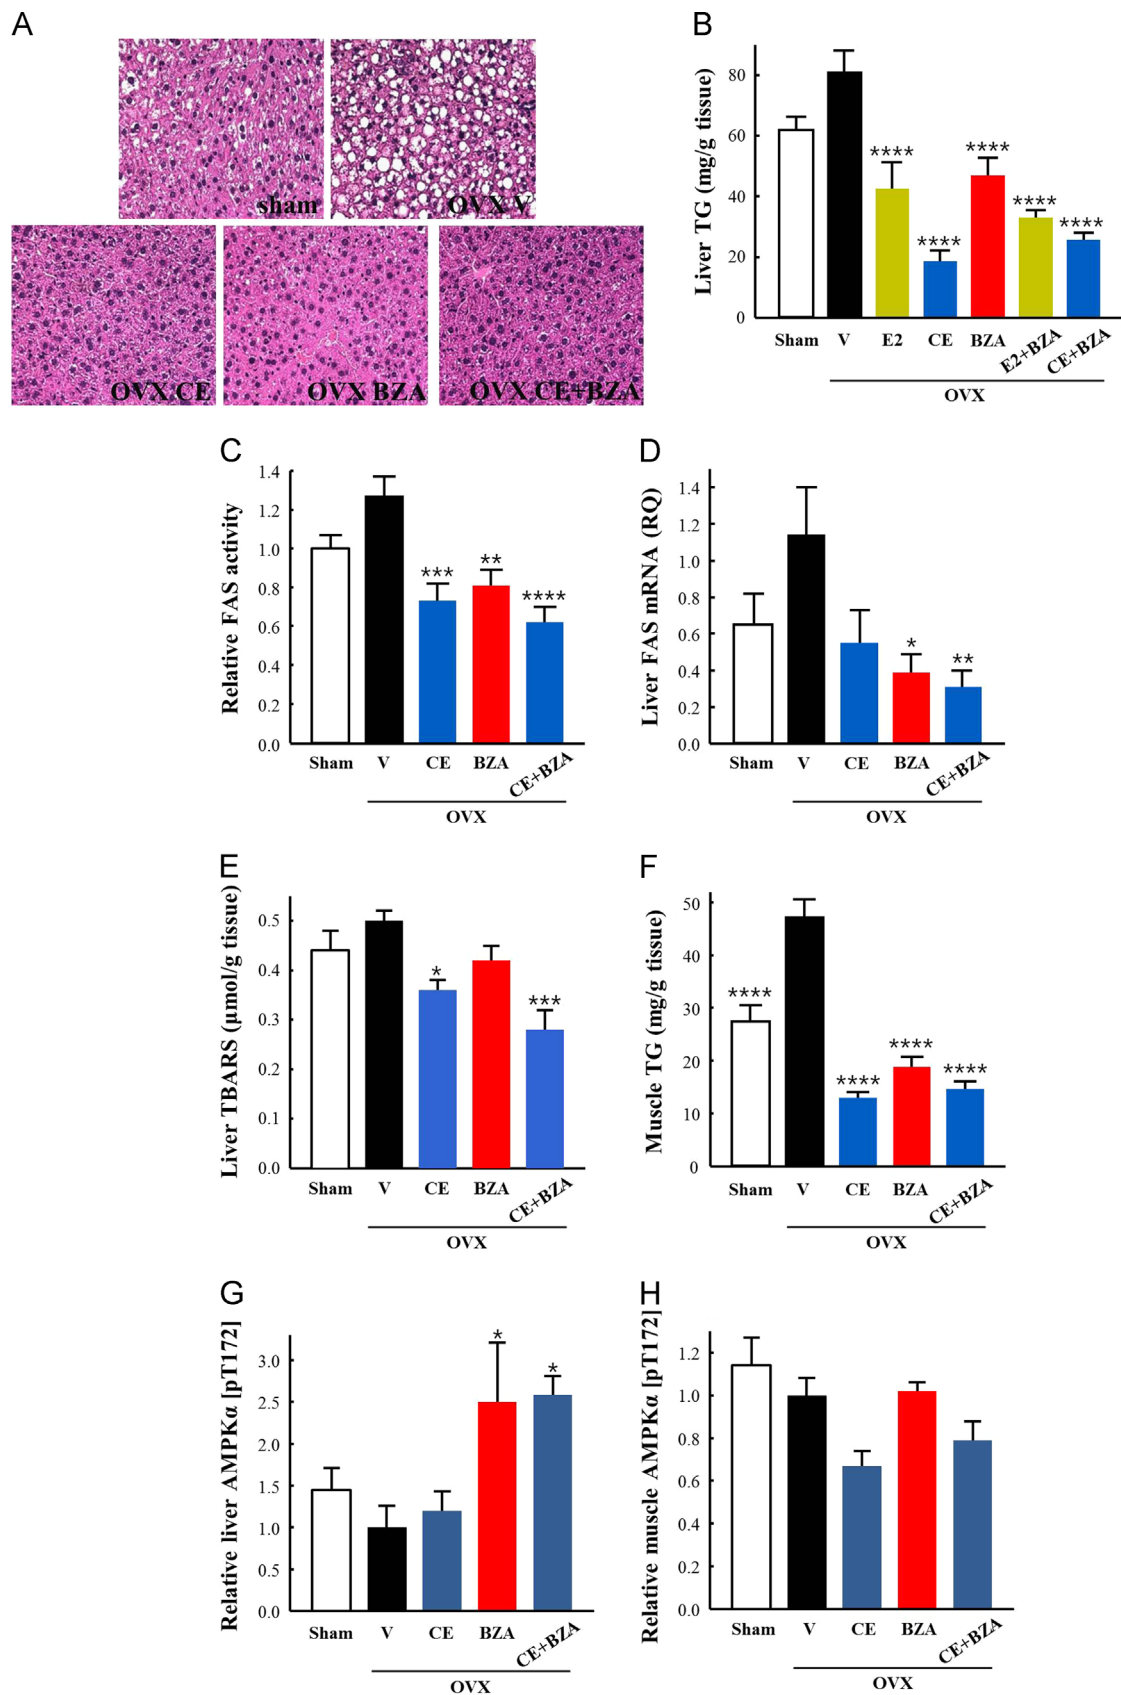 A
sham
OVX V
OVX CE
OVX BZA
OVX CE+BZA
B
Liver TG (mg/g tissue)
80
60
40
20
0
****
****
****
****
****
Sham
V
E2
CE
BZA
E2+BZA
CE+BZA
OVX
C
Relative FAS activity
1.4
1.2
1.0
0.8
0.6
0.4
0.2
0.0
***
**
****
Sham
V
CE
BZA
CE+BZA
OVX
D
Liver FAS mRNA (RQ)
1.4
1.2
1.0
0.8
0.6
0.4
0.2
0.0
*
**
Sham
V
CE
BZA
CE+BZA
OVX
E
Liver TBARS (µmol/g tissue)
0.5
0.4
0.3
0.2
0.1
0.0
*
***
Sham
V
CE
BZA
CE+BZA
OVX
F
Muscle TG (mg/g tissue)
50
40
30
20
10
0
****
****
****
****
Sham
V
CE
BZA
CE+BZA
OVX
G
Relative liver AMPKα [pT172]
3.0
2.5
2.0
1.5
1.0
0.5
0.0
*
*
Sham
V
CE
BZA
CE+BZA
OVX
H
Relative muscle AMPKα [pT172]
1.2
1.0
0.8
0.6
0.4
0.2
0.0
Sham
V
CE
BZA
CE+BZA
OVX